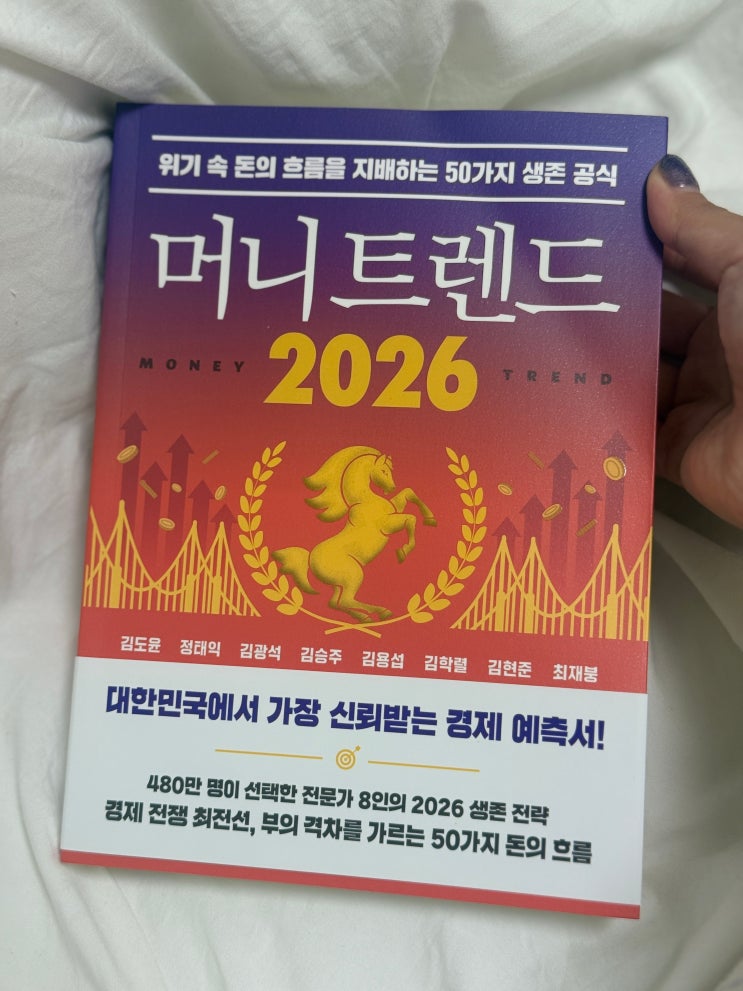 위기 속 돈의 흐름을 지배하는 50가지 생존 공식
머니트렌드
MONEY 2026 TREND
김도윤 정태익 김광석 김승주 김용섭 김학렬 김현준 최재붕
대한민국에서 가장 신뢰받는 경제 예측서!
480만 명이 선택한 전문가 8인의 2026 생존 전략
경제 전쟁 최전선, 부의 격차를 가르는 50가지 돈의 흐름